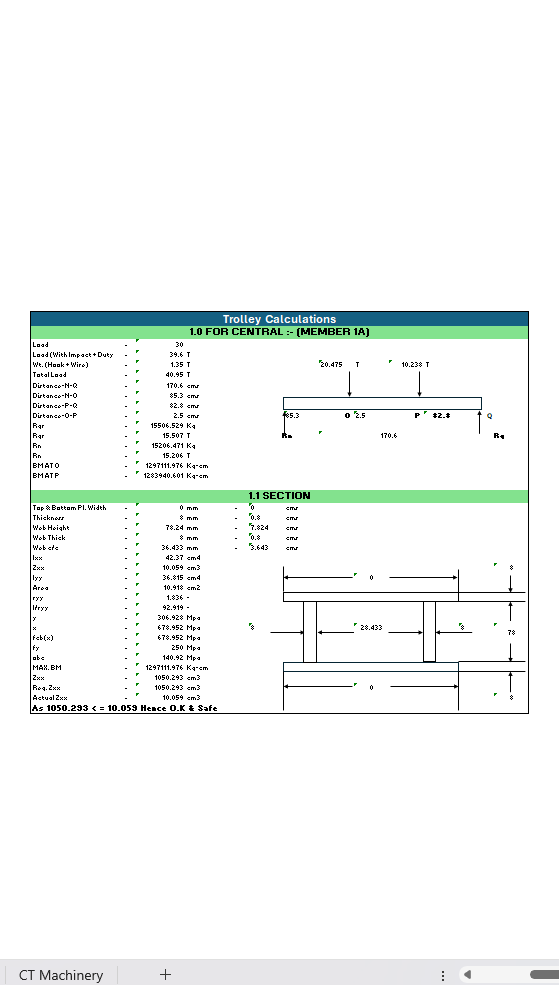 Trolley Calculations
1.0 FOR CENTRAL :- (MEMBER 1A)
Load - 30
Load (With Impact + Duty - 39.6 T
Wt. (Hook + Wire) - 1.35 T 20.475 T 10.238 T
Total Load - 40.95 T
Distance-N-Q - 170.6 cms
Distance-N-O - 85.3 cms
Distance-P-Q - 82.8 cms
Distance-O-P - 2.5 cms 85.3 O 2.5 P 82.8 Q
Rqr - 15506.529 Kg
Rqr - 15.507 T Rn 170.6 Rq
Rn - 15206.471 Kg
Rn - 15.206 T
BM AT O - 1297111.976 Kg-cm
BM AT P - 1283940.601 Kg-cm
1.1 SECTION
Top & Bottom Pl. Width - 0 mm - 0 cms
Thickness - 8 mm - 0.8 cms
Web Height - 78.24 mm - 7.824 cms
Web Thick - 8 mm - 0.8 cms
Web c/c - 36.433 mm - 3.643 cms
Ixx - 42.37 cm4
Zxx - 10.059 cm3 8
Iyy - 36.815 cm4 0
Area - 10.918 cm2
ryy - 1.836 -
l/ryy - 92.919 -
y - 306.928 Mpa
x - 678.952 Mpa 8 28.433 8 78
fcb(x) - 678.952 Mpa
fy - 250 Mpa
abc - 140.92 Mpa
MAX. BM - 1297111.976 Kg-cm
Zxx - 1050.293 cm3
Req. Zxx - 1050.293 cm3 0
Actual Zxx - 10.059 cm3 8
As 1050.293 < = 10.059 Hence O.K & Safe
CT Machinery +